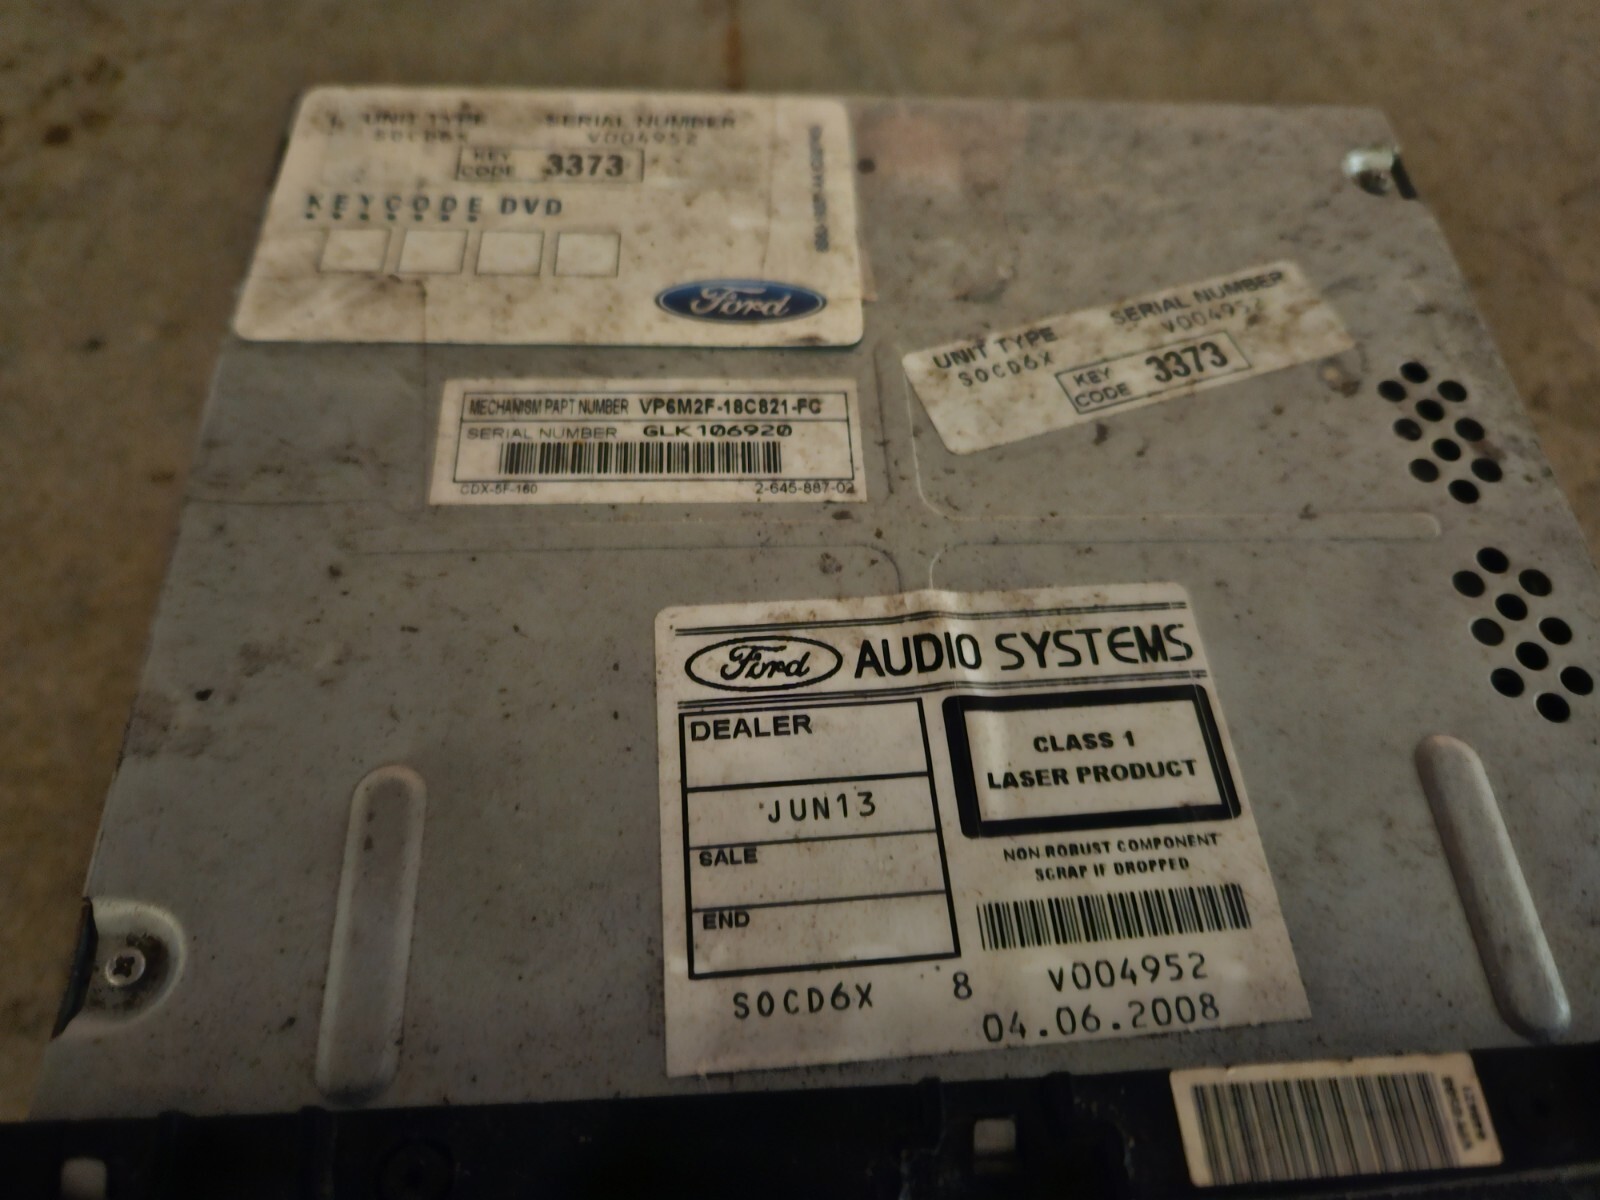 UNIT TYPE SERIAL NUMBER
SOCD6X V004952
KEY CODE 3373
KEYCODE DVD
Ford
UNIT TYPE SERIAL NUMBER
SOCD6X V004952
KEY CODE 3373
MECHANISM PART NUMBER VP6M2F-18C821-FC
SERIAL NUMBER GLK106920
CDX-5F-160 2-645-887-02
Ford AUDIO SYSTEMS
DEALER
JUN13
SALE
END
CLASS 1
LASER PRODUCT
NON ROBUST COMPONENT
SCRAP IF DROPPED
SOCD6X 8 V004952
04.06.2008